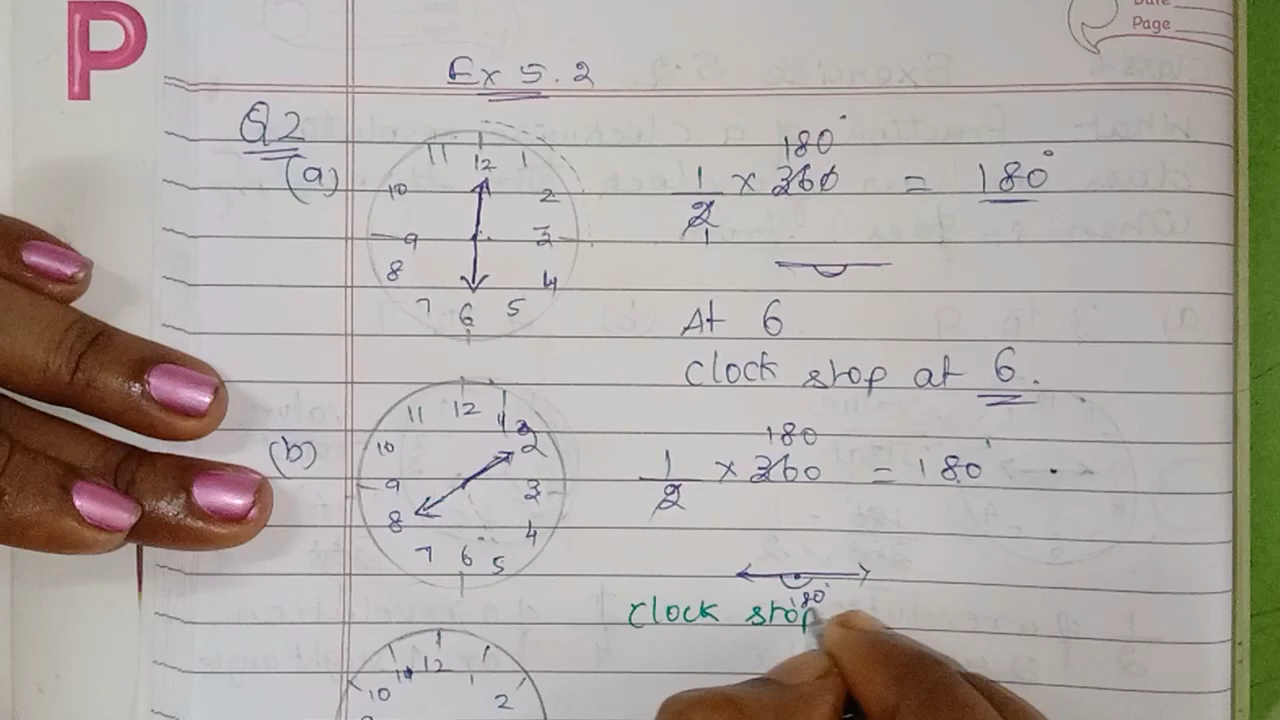 P
Date
Page
Ex 5.2
Q2
(a)
11 12 1
10 2
9 3
8 4
7 6 5
180°
1/2 × 360 = 180°
1
At 6
clock stop at 6.
(b)
11 12 1
10 2
9 3
8 4
7 6 5
180
1/2 × 360 = 180°
180°
clock stop
12 1
10 2